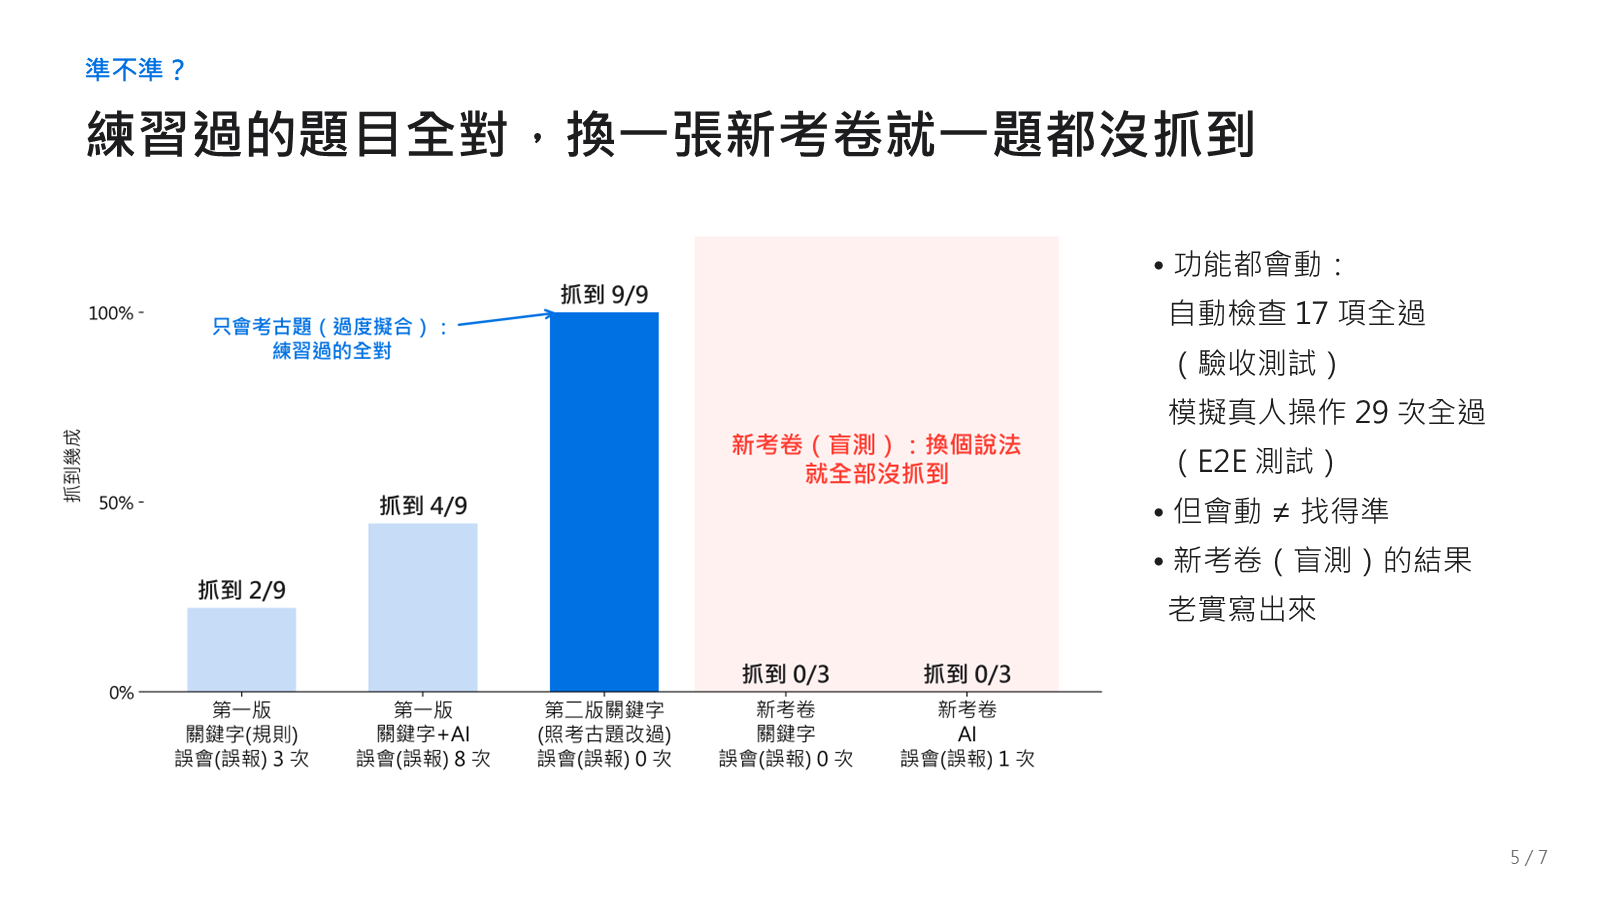 準不準？
練習過的題目全對，換一張新考卷就一題都沒抓到
抓到幾成
100%
50%
0%
只會考古題（過度擬合）：
練習過的全對
抓到 2/9
抓到 4/9
抓到 9/9
新考卷（盲測）：換個說法
就全部沒抓到
抓到 0/3
抓到 0/3
第一版
關鍵字(規則)
誤會(誤報) 3 次
第一版
關鍵字+AI
誤會(誤報) 8 次
第二版關鍵字
(照考古題改過)
誤會(誤報) 0 次
新考卷
關鍵字
誤會(誤報) 0 次
新考卷
AI
誤會(誤報) 1 次
• 功能都會動：
自動檢查 17 項全過
（驗收測試）
模擬真人操作 29 次全過
（E2E 測試）
• 但會動 ≠ 找得準
• 新考卷（盲測）的結果
老實寫出來
5 / 7